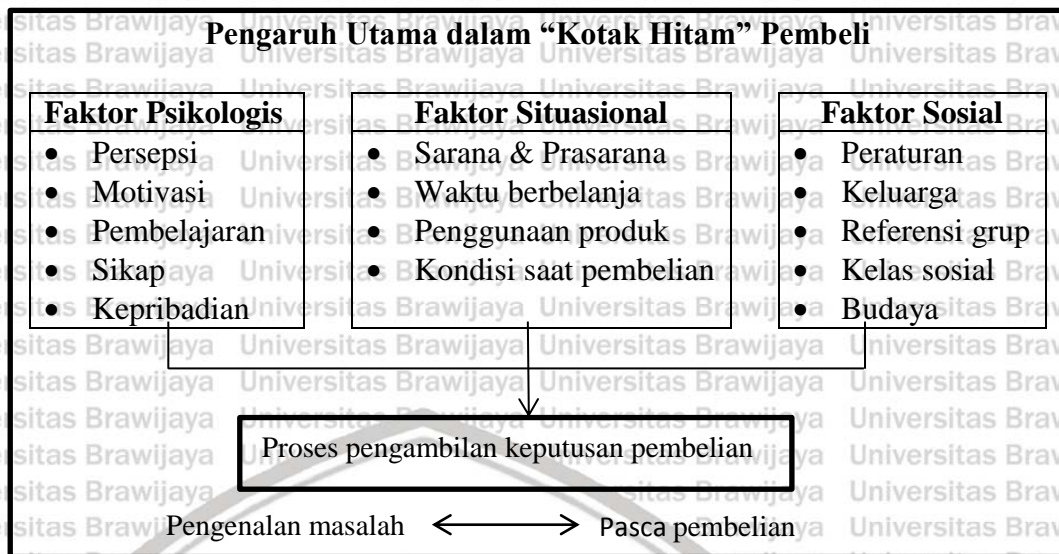 Pengaruh Utama dalam “Kotak Hitam” Pembeli
Faktor Psikologis
• Persepsi
• Motivasi
• Pembelajaran
• Sikap
• Kepribadian
Faktor Situasional
• Sarana & Prasarana
• Waktu berbelanja
• Penggunaan produk
• Kondisi saat pembelian
Faktor Sosial
• Peraturan
• Keluarga
• Referensi grup
• Kelas sosial
• Budaya
Proses pengambilan keputusan pembelian
Pengenalan masalah ↔ Pasca pembelian
Universitas Brawijaya